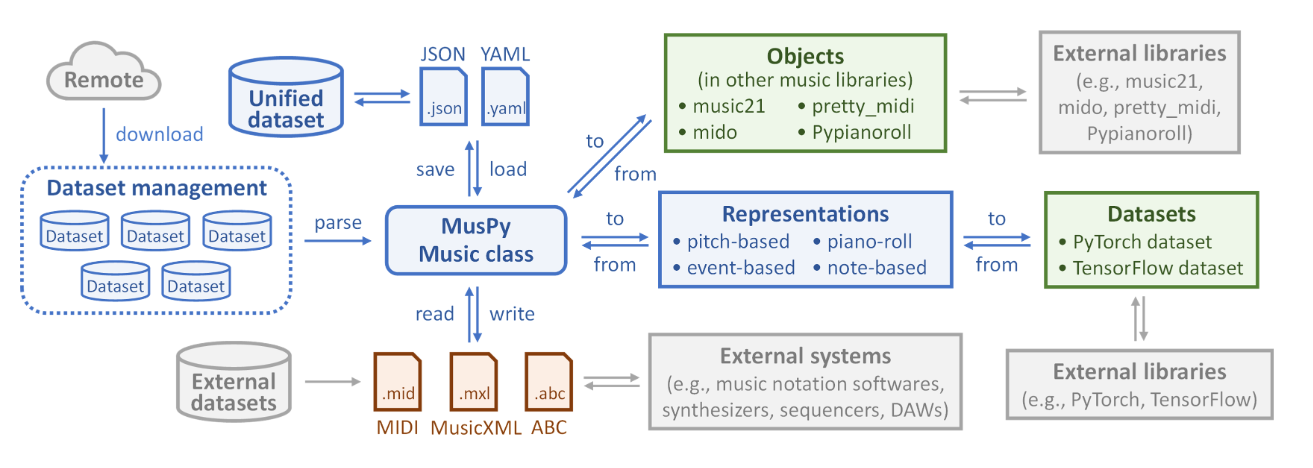 Remote
download
Dataset management
Dataset
Dataset
Dataset
Dataset
Dataset
parse
Unified
dataset
JSON
YAML
.json
.yaml
save
load
MusPy
Music class
read
write
External
datasets
.mid
.mxl
.abc
MIDI
MusicXML
ABC
to
from
Objects
(in other music libraries)
• music21
• pretty_midi
• mido
• Pypianoroll
External libraries
(e.g., music21,
mido, pretty_midi,
Pypianoroll)
to
from
Representations
• pitch-based
• piano-roll
• event-based
• note-based
to
from
Datasets
• PyTorch dataset
• TensorFlow dataset
External systems
(e.g., music notation softwares,
synthesizers, sequencers, DAWs)
External libraries
(e.g., PyTorch, TensorFlow)